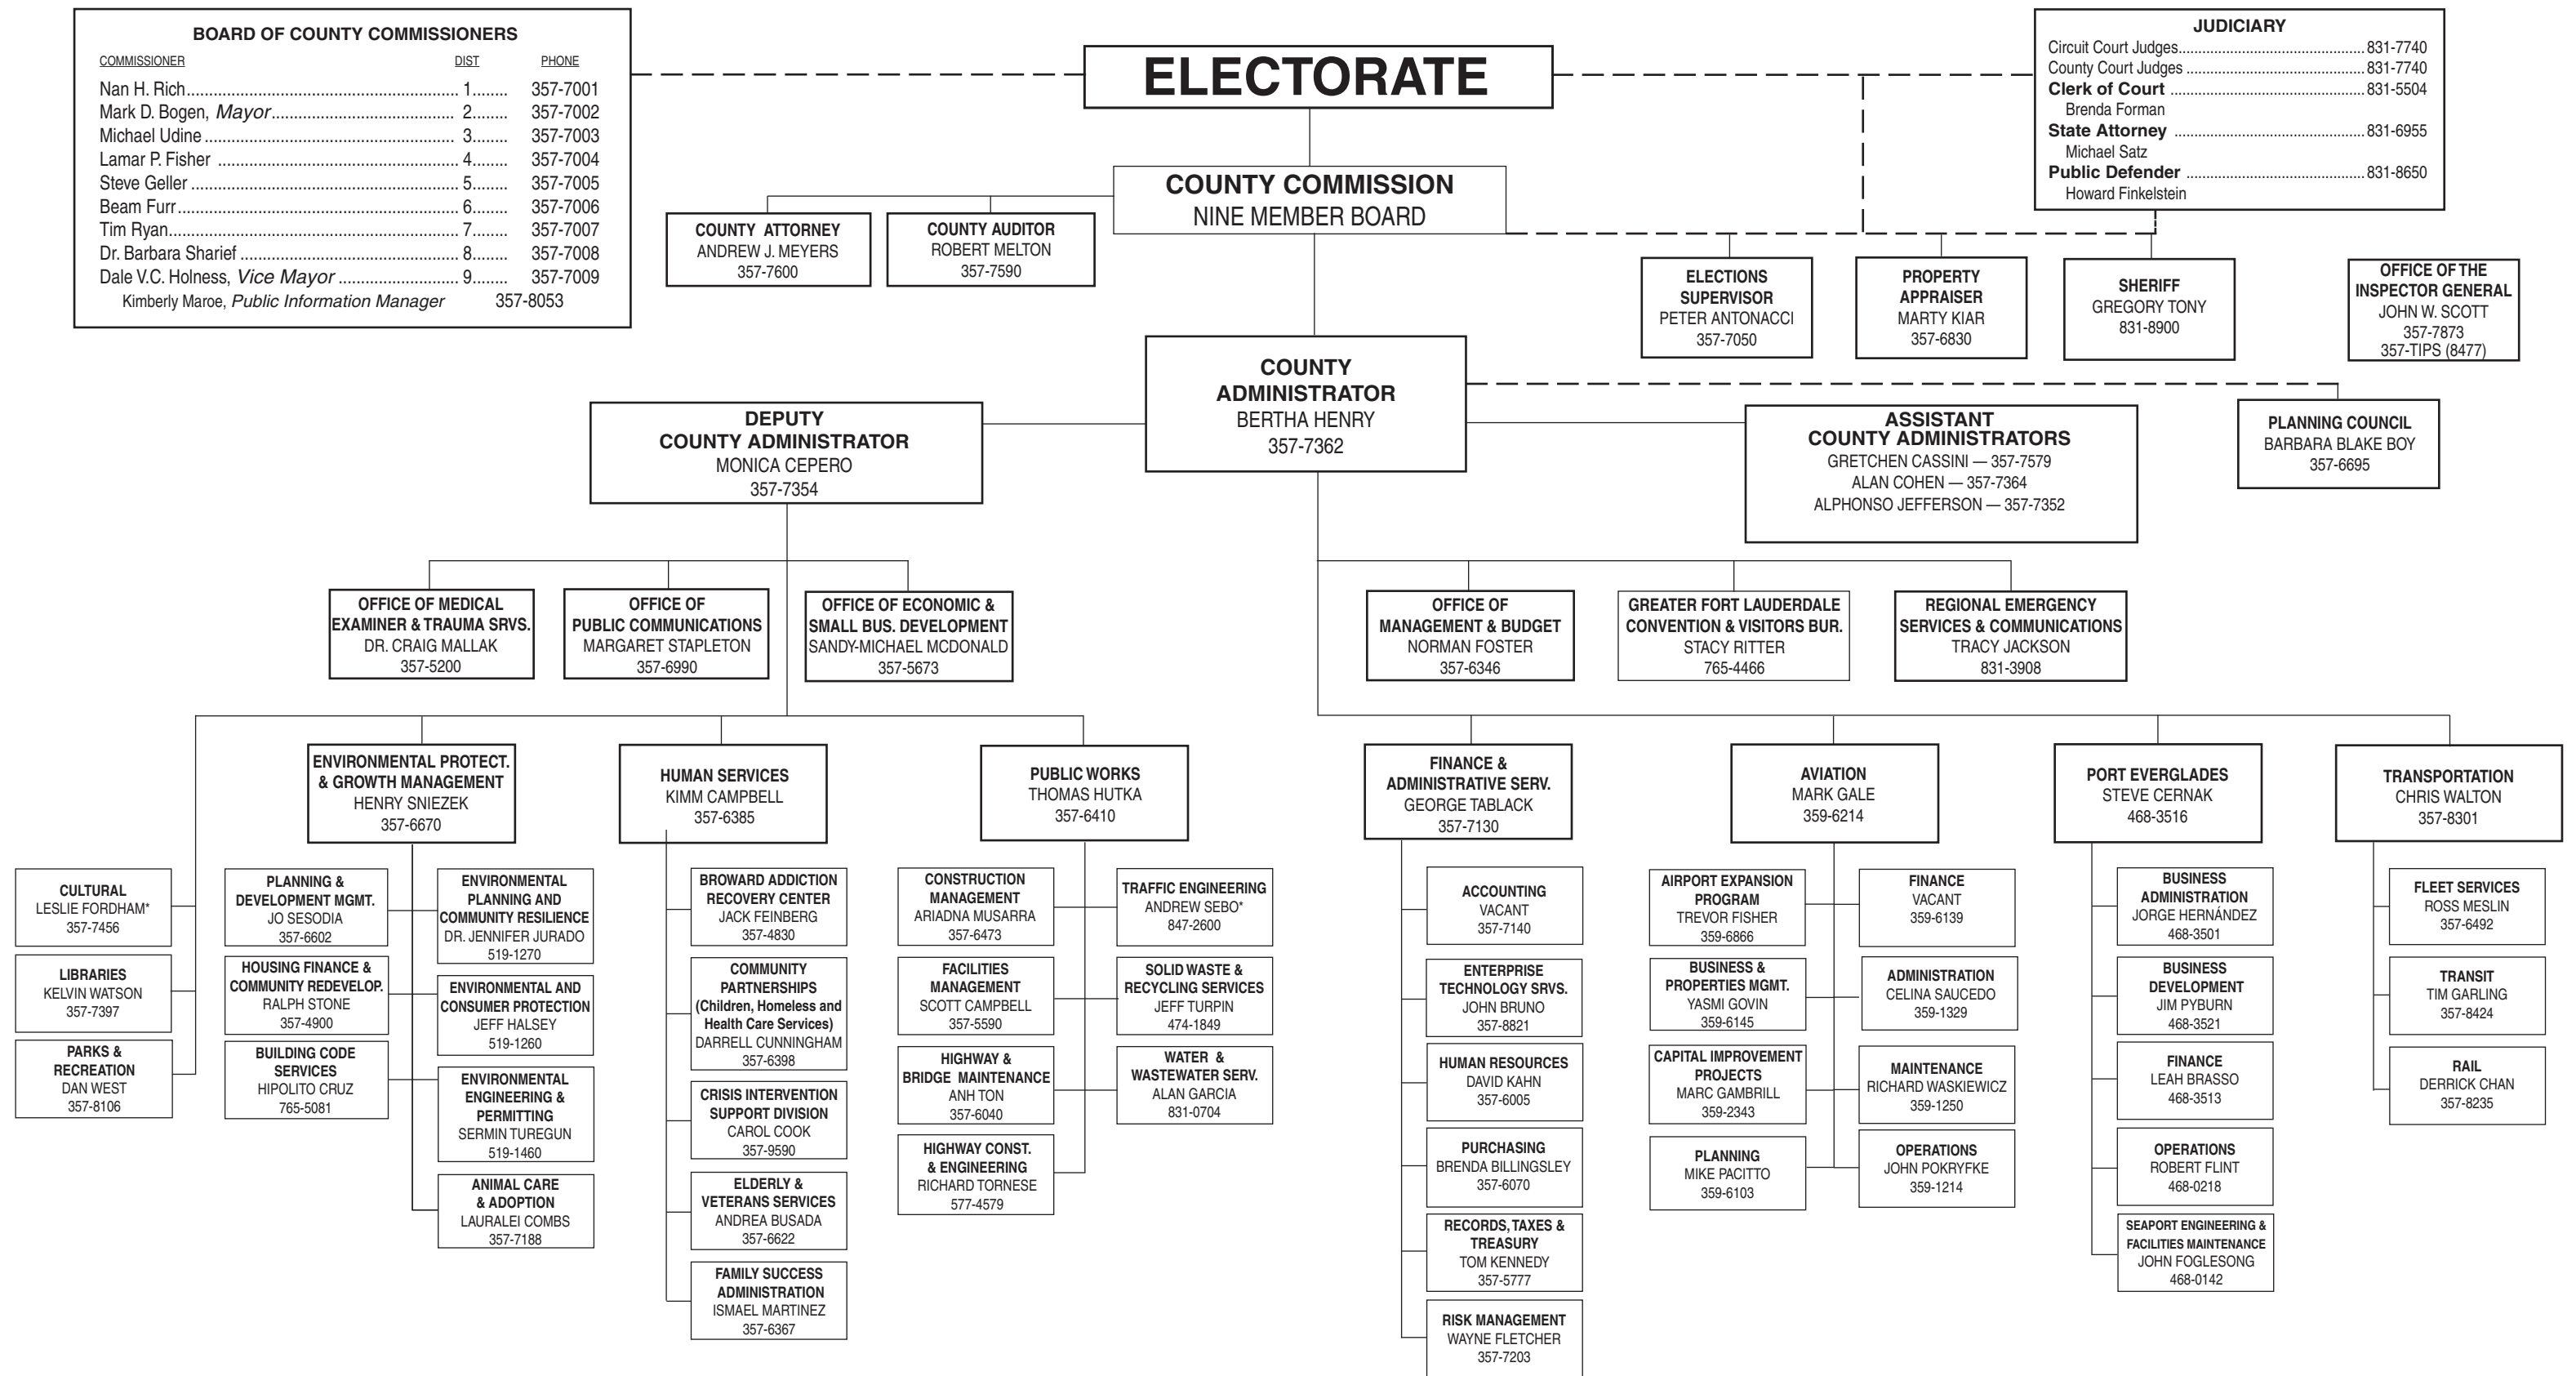 BOARD OF COUNTY COMMISSIONERS
COMMISSIONER DIST PHONE
Nan H. Rich 1 357-7001
Mark D. Bogen, Mayor 2 357-7002
Michael Udine 3 357-7003
Lamar P. Fisher 4 357-7004
Steve Geller 5 357-7005
Beam Furr 6 357-7006
Tim Ryan 7 357-7007
Dr. Barbara Sharief 8 357-7008
Dale V.C. Holness, Vice Mayor 9 357-7009
Kimberly Maroe, Public Information Manager 357-8053
ELECTORATE
JUDICIARY
Circuit Court Judges 831-7740
County Court Judges 831-7740
Clerk of Court 831-5504
Brenda Forman
State Attorney 831-6955
Michael Satz
Public Defender 831-8650
Howard Finkelstein
COUNTY COMMISSION
NINE MEMBER BOARD
COUNTY ATTORNEY
ANDREW J. MEYERS
357-7600
COUNTY AUDITOR
ROBERT MELTON
357-7590
ELECTIONS
SUPERVISOR
PETER ANTONACCI
357-7050
PROPERTY
APPRAISER
MARTY KIAR
357-6830
SHERIFF
GREGORY TONY
831-8900
OFFICE OF THE
INSPECTOR GENERAL
JOHN W. SCOTT
357-7873
357-TIPS (8477)
COUNTY
ADMINISTRATOR
BERTHA HENRY
357-7362
DEPUTY
COUNTY ADMINISTRATOR
MONICA CEPERO
357-7354
ASSISTANT
COUNTY ADMINISTRATORS
GRETCHEN CASSINI — 357-7579
ALAN COHEN — 357-7364
ALPHONSO JEFFERSON — 357-7352
PLANNING COUNCIL
BARBARA BLAKE BOY
357-6695
OFFICE OF MEDICAL
EXAMINER & TRAUMA SRVS.
DR. CRAIG MALLAK
357-5200
OFFICE OF
PUBLIC COMMUNICATIONS
MARGARET STAPLETON
357-6990
OFFICE OF ECONOMIC &
SMALL BUS. DEVELOPMENT
SANDY-MICHAEL MCDONALD
357-5673
OFFICE OF
MANAGEMENT & BUDGET
NORMAN FOSTER
357-6346
GREATER FORT LAUDERDALE
CONVENTION & VISITORS BUR.
STACY RITTER
765-4466
REGIONAL EMERGENCY
SERVICES & COMMUNICATIONS
TRACY JACKSON
831-3908
ENVIRONMENTAL PROTECT.
& GROWTH MANAGEMENT
HENRY SNIEZEK
357-6670
HUMAN SERVICES
KIMM CAMPBELL
357-6385
PUBLIC WORKS
THOMAS HUTKA
357-6410
FINANCE &
ADMINISTRATIVE SERV.
GEORGE TABLACK
357-7130
AVIATION
MARK GALE
359-6214
PORT EVERGLADES
STEVE CERNAK
468-3516
TRANSPORTATION
CHRIS WALTON
357-8301
CULTURAL
LESLIE FORDHAM*
357-7456
LIBRARIES
KELVIN WATSON
357-7397
PARKS &
RECREATION
DAN WEST
357-8106
PLANNING &
DEVELOPMENT MGMT.
JO SESODIA
357-6602
HOUSING FINANCE &
COMMUNITY REDEVELOP.
RALPH STONE
357-4900
BUILDING CODE
SERVICES
HIPOLITO CRUZ
765-5081
ENVIRONMENTAL
PLANNING AND
COMMUNITY RESILIENCE
DR. JENNIFER JURADO
519-1270
ENVIRONMENTAL AND
CONSUMER PROTECTION
JEFF HALSEY
519-1260
ENVIRONMENTAL
ENGINEERING &
PERMITTING
SERMIN TUREGUN
519-1460
ANIMAL CARE
& ADOPTION
LAURALEI COMBS
357-7188
BROWARD ADDICTION
RECOVERY CENTER
JACK FEINBERG
357-4830
COMMUNITY
PARTNERSHIPS
(Children, Homeless and
Health Care Services)
DARRELL CUNNINGHAM
357-6398
CRISIS INTERVENTION
SUPPORT DIVISION
CAROL COOK
357-9590
ELDERLY &
VETERANS SERVICES
ANDREA BUSADA
357-6622
FAMILY SUCCESS
ADMINISTRATION
ISMAEL MARTINEZ
357-6367
CONSTRUCTION
MANAGEMENT
ARIADNA MUSARRA
357-6473
FACILITIES
MANAGEMENT
SCOTT CAMPBELL
357-5590
HIGHWAY &
BRIDGE MAINTENANCE
ANH TON
357-6040
HIGHWAY CONST.
& ENGINEERING
RICHARD TORNESE
577-4579
TRAFFIC ENGINEERING
ANDREW SEBO*
847-2600
SOLID WASTE &
RECYCLING SERVICES
JEFF TURPIN
474-1849
WATER &
WASTEWATER SERV.
ALAN GARCIA
831-0704
ACCOUNTING
VACANT
357-7140
ENTERPRISE
TECHNOLOGY SRVS.
JOHN BRUNO
357-8821
HUMAN RESOURCES
DAVID KAHN
357-6005
PURCHASING
BRENDA BILLINGSLEY
357-6070
RECORDS, TAXES &
TREASURY
TOM KENNEDY
357-5777
RISK MANAGEMENT
WAYNE FLETCHER
357-7203
AIRPORT EXPANSION
PROGRAM
TREVOR FISHER
359-6866
BUSINESS &
PROPERTIES MGMT.
YASMI GOVIN
359-6145
CAPITAL IMPROVEMENT
PROJECTS
MARC GAMBRILL
359-2343
PLANNING
MIKE PACITTO
359-6103
FINANCE
VACANT
359-6139
ADMINISTRATION
CELINA SAUCEDO
359-1329
MAINTENANCE
RICHARD WASKIEWICZ
359-1250
OPERATIONS
JOHN POKRYFKE
359-1214
BUSINESS
ADMINISTRATION
JORGE HERNÁNDEZ
468-3501
BUSINESS
DEVELOPMENT
JIM PYBURN
468-3521
FINANCE
LEAH BRASSO
468-3513
OPERATIONS
ROBERT FLINT
468-0218
SEAPORT ENGINEERING &
FACILITIES MAINTENANCE
JOHN FOGLESONG
468-0142
FLEET SERVICES
ROSS MESLIN
357-6492
TRANSIT
TIM GARLING
357-8424
RAIL
DERRICK CHAN
357-8235